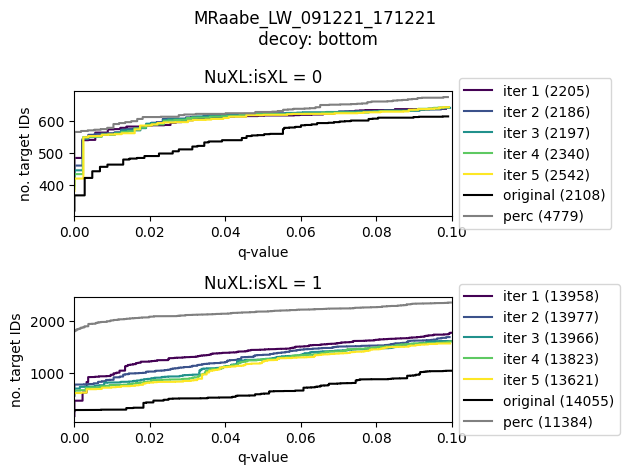 MRaabe_LW_091221_171221
decoy: bottom
NuXL:isXL = 0
no. target IDs
600
500
400
0.00 0.02 0.04 0.06 0.08 0.10
q-value
iter 1 (2205)
iter 2 (2186)
iter 3 (2197)
iter 4 (2340)
iter 5 (2542)
original (2108)
perc (4779)
NuXL:isXL = 1
no. target IDs
2000
1000
0.00 0.02 0.04 0.06 0.08 0.10
q-value
iter 1 (13958)
iter 2 (13977)
iter 3 (13966)
iter 4 (13823)
iter 5 (13621)
original (14055)
perc (11384)